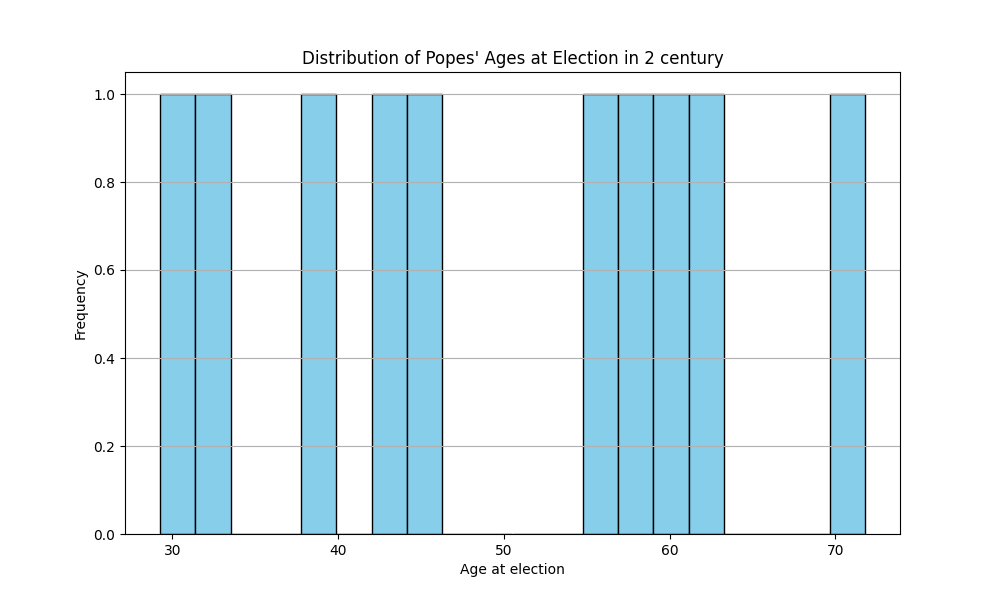 Distribution of Popes' Ages at Election in 2 century
1.0
0.8
0.6
0.4
0.2
0.0
Frequency
30 40 50 60 70
Age at election